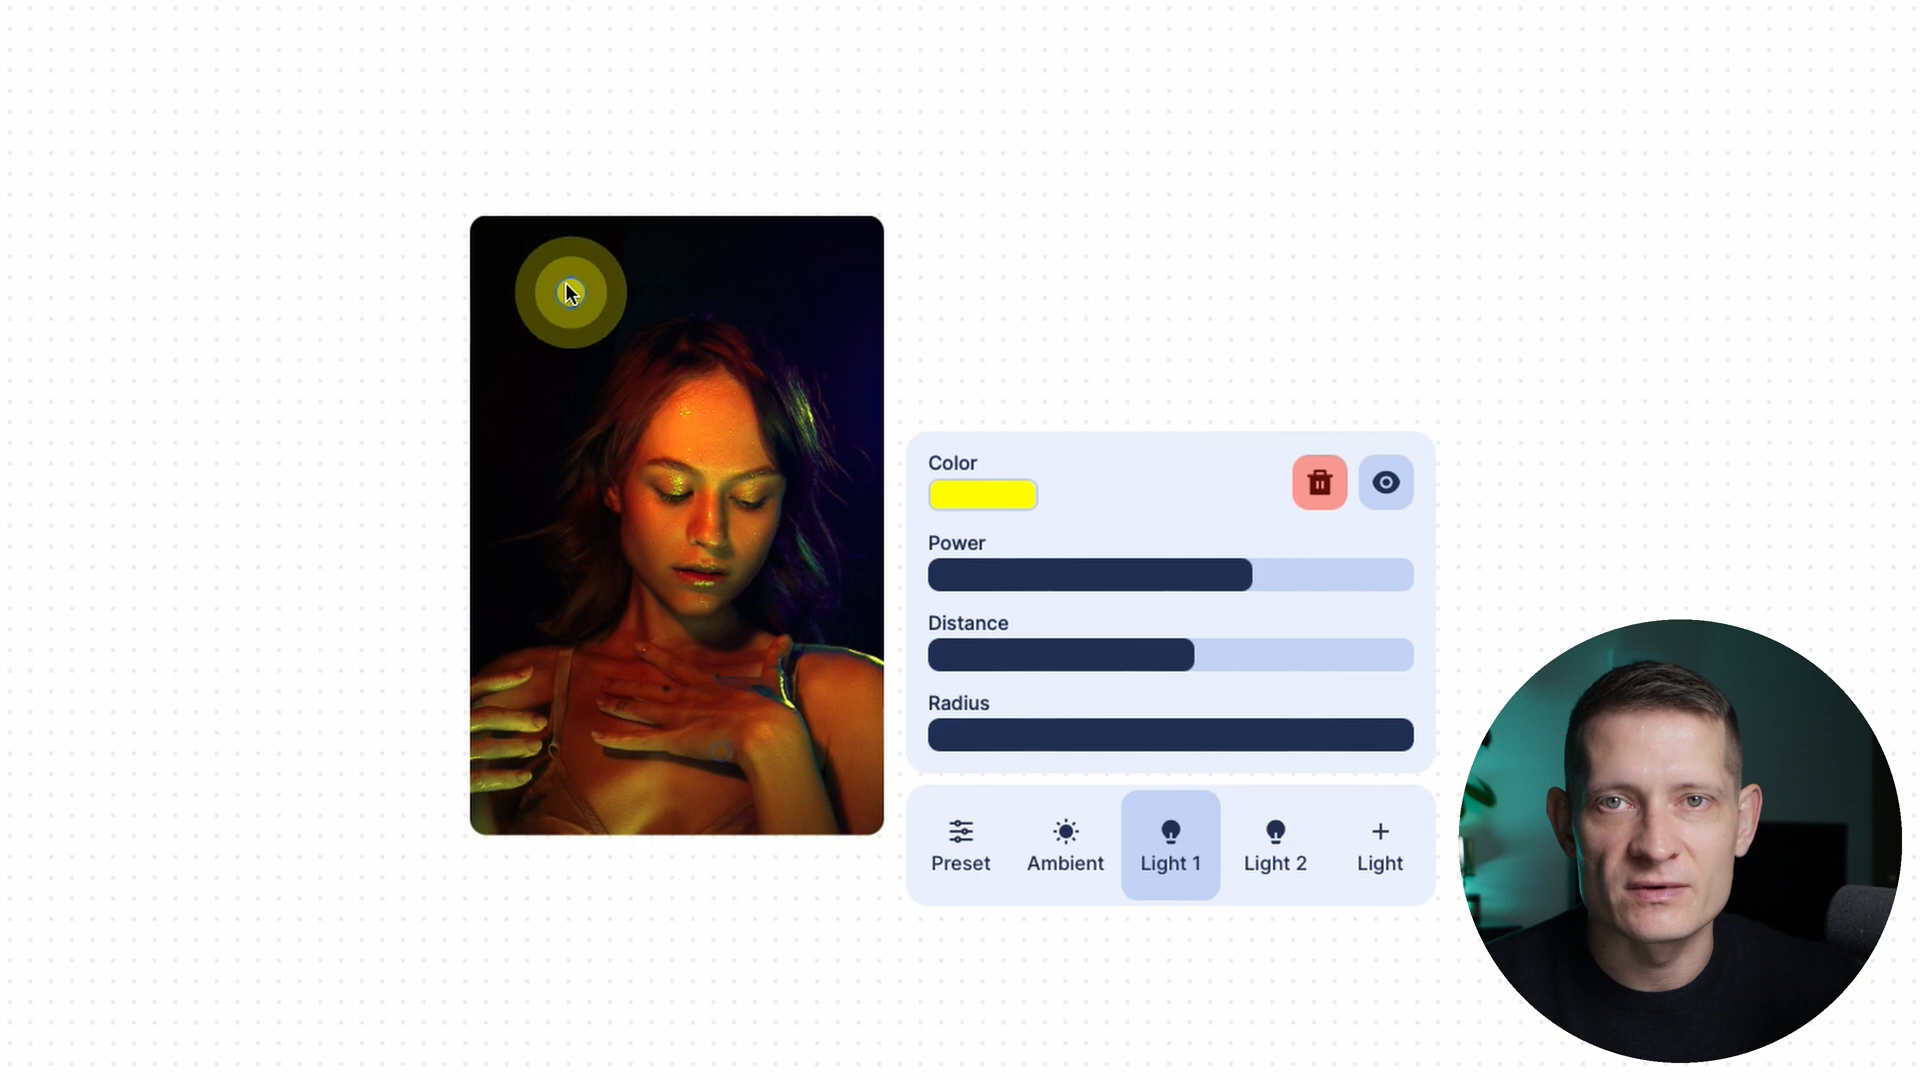 Color
Power
Distance
Radius
Preset
Ambient
Light 1
Light 2
Light